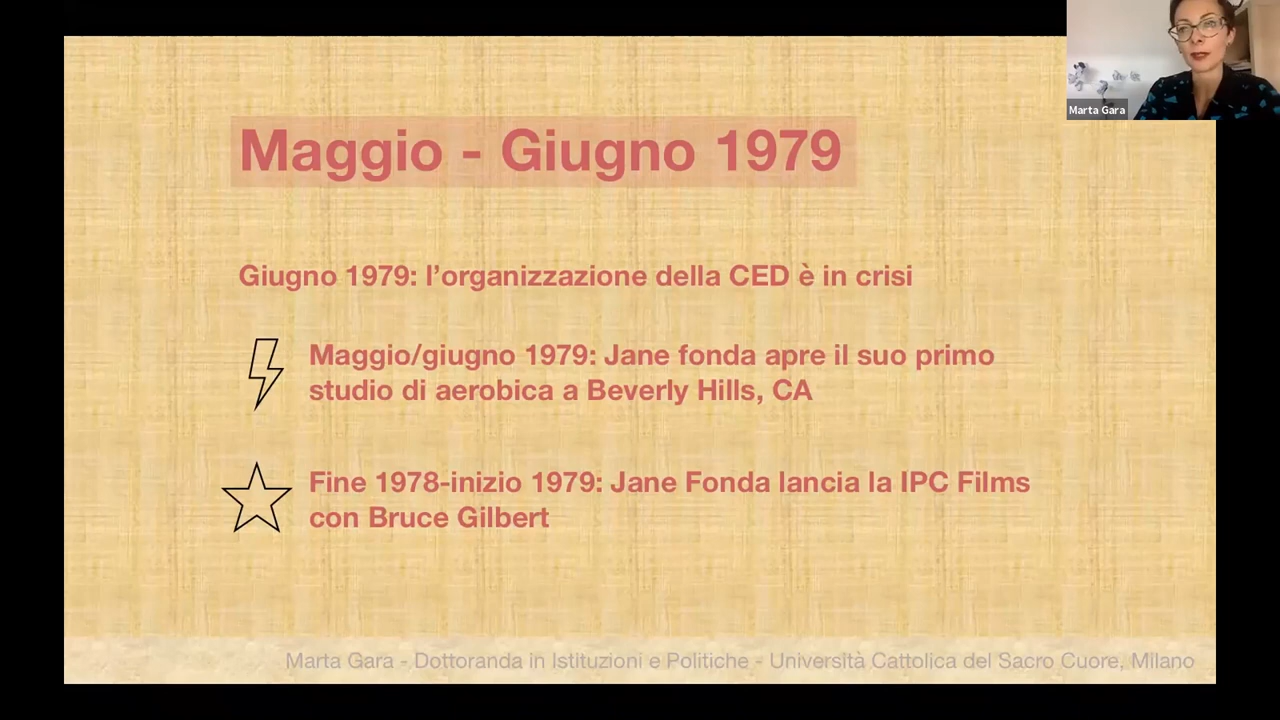 Marta Gara
Maggio - Giugno 1979
Giugno 1979: l’organizzazione della CED è in crisi
Maggio/giugno 1979: Jane fonda apre il suo primo
studio di aerobica a Beverly Hills, CA
Fine 1978-inizio 1979: Jane Fonda lancia la IPC Films
con Bruce Gilbert
Marta Gara - Dottoranda in Istituzioni e Politiche - Università Cattolica del Sacro Cuore, MIlano